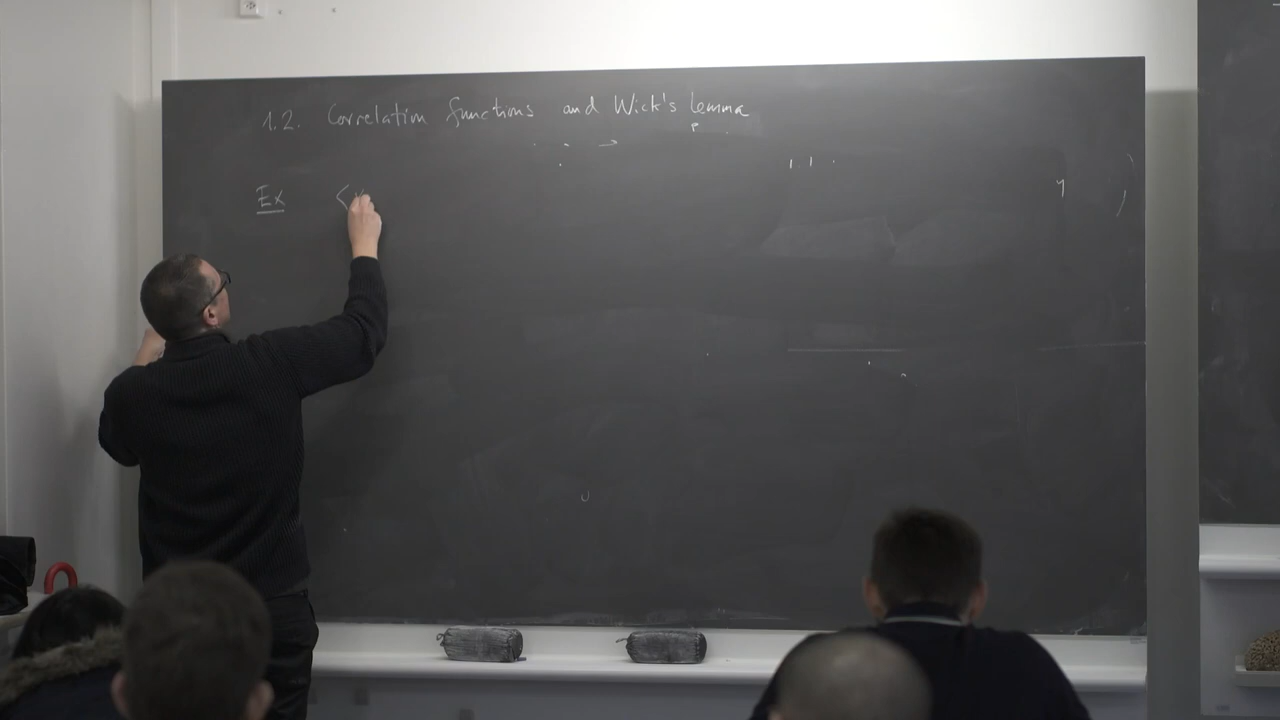 1.2. Correlation functions and Wick's lemma
Ex <